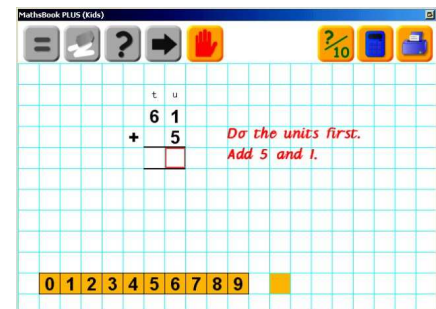 MathsBook PLUS (Kids)
= ? ?/10
t u
6 1
+ 5
Do the units first.
Add 5 and 1.
0 1 2 3 4 5 6 7 8 9